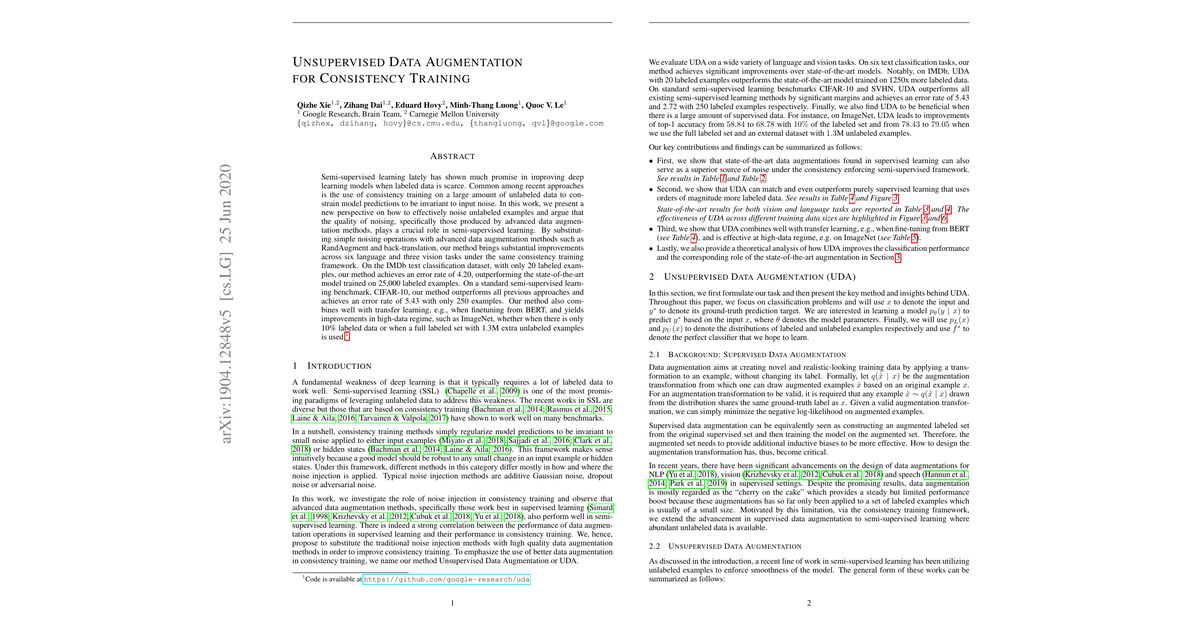 arXiv:1904.12848v5 [cs.LG] 25 Jun 2020
UNSUPERVISED DATA AUGMENTATION
FOR CONSISTENCY TRAINING
Qizhe Xie1,2, Zihang Dai1,2, Eduard Hovy2, Minh-Thang Luong1, Quoc V. Le1
1 Google Research, Brain Team, 2 Carnegie Mellon University
{qizhex, dzihang, hovy}@cs.cmu.edu, {thangluong, qvl}@google.com
ABSTRACT
Semi-supervised learning lately has shown much promise in improving deep
learning models when labeled data is scarce. Common among recent approaches
is the use of consistency training on a large amount of unlabeled data to con-
strain model predictions to be invariant to input noise. In this work, we present a
new perspective on how to effectively noise unlabeled examples and argue that
the quality of noising, specifically those produced by advanced data augmen-
tation methods, plays a crucial role in semi-supervised learning. By substitut-
ing simple noising operations with advanced data augmentation methods such as
RandAugment and back-translation, our method brings substantial improvements
across six language and three vision tasks under the same consistency training
framework. On the IMDb text classification dataset, with only 20 labeled exam-
ples, our method achieves an error rate of 4.20, outperforming the state-of-the-art
model trained on 25,000 labeled examples. On a standard semi-supervised learn-
ing benchmark, CIFAR-10, our method outperforms all previous approaches and
achieves an error rate of 5.43 with only 250 examples. Our method also com-
bines well with transfer learning, e.g., when finetuning from BERT, and yields
improvements in high-data regime, such as ImageNet, whether when there is only
10% labeled data or when a full labeled set with 1.3M extra unlabeled examples
is used.1
1 INTRODUCTION
A fundamental weakness of deep learning is that it typically requires a lot of labeled data to
work well. Semi-supervised learning (SSL) (Chapelle et al., 2009) is one of the most promis-
ing paradigms of leveraging unlabeled data to address this weakness. The recent works in SSL are
diverse but those that are based on consistency training (Bachman et al., 2014; Rasmus et al., 2015;
Laine & Aila, 2016; Tarvainen & Valpola, 2017) have shown to work well on many benchmarks.
In a nutshell, consistency training methods simply regularize model predictions to be invariant to
small noise applied to either input examples (Miyato et al., 2018; Sajjadi et al., 2016; Clark et al.,
2018) or hidden states (Bachman et al., 2014; Laine & Aila, 2016). This framework makes sense
intuitively because a good model should be robust to any small change in an input example or hidden
states. Under this framework, different methods in this category differ mostly in how and where the
noise injection is applied. Typical noise injection methods are additive Gaussian noise, dropout
noise or adversarial noise.
In this work, we investigate the role of noise injection in consistency training and observe that
advanced data augmentation methods, specifically those work best in supervised learning (Simard
et al., 1998; Krizhevsky et al., 2012; Cubuk et al., 2018; Yu et al., 2018), also perform well in semi-
supervised learning. There is indeed a strong correlation between the performance of data augmen-
tation operations in supervised learning and their performance in consistency training. We, hence,
propose to substitute the traditional noise injection methods with high quality data augmentation
methods in order to improve consistency training. To emphasize the use of better data augmentation
in consistency training, we name our method Unsupervised Data Augmentation or UDA.
1Code is available at https://github.com/google-research/uda.
1
We evaluate UDA on a wide variety of language and vision tasks. On six text classification tasks, our
method achieves significant improvements over state-of-the-art models. Notably, on IMDb, UDA
with 20 labeled examples outperforms the state-of-the-art model trained on 1250x more labeled data.
On standard semi-supervised learning benchmarks CIFAR-10 and SVHN, UDA outperforms all
existing semi-supervised learning methods by significant margins and achieves an error rate of 5.43
and 2.72 with 250 labeled examples respectively. Finally, we also find UDA to be beneficial when
there is a large amount of supervised data. For instance, on ImageNet, UDA leads to improvements
of top-1 accuracy from 58.84 to 68.78 with 10% of the labeled set and from 78.43 to 79.05 when
we use the full labeled set and an external dataset with 1.3M unlabeled examples.
Our key contributions and findings can be summarized as follows:
• First, we show that state-of-the-art data augmentations found in supervised learning can also
serve as a superior source of noise under the consistency enforcing semi-supervised framework.
See results in Table 1 and Table 2.
• Second, we show that UDA can match and even outperform purely supervised learning that uses
orders of magnitude more labeled data. See results in Table 4 and Figure 3.
State-of-the-art results for both vision and language tasks are reported in Table 3 and 4. The
effectiveness of UDA across different training data sizes are highlighted in Figure 3 and 6.
• Third, we show that UDA combines well with transfer learning, e.g., when fine-tuning from BERT
(see Table 4), and is effective at high-data regime, e.g. on ImageNet (see Table 5).
• Lastly, we also provide a theoretical analysis of how UDA improves the classification performance
and the corresponding role of the state-of-the-art augmentation in Section 3.
2 UNSUPERVISED DATA AUGMENTATION (UDA)
In this section, we first formulate our task and then present the key method and insights behind UDA.
Throughout this paper, we focus on classification problems and will use x to denote the input and
y* to denote its ground-truth prediction target. We are interested in learning a model pθ(y | x) to
predict y* based on the input x, where θ denotes the model parameters. Finally, we will use pL(x)
and pU(x) to denote the distributions of labeled and unlabeled examples respectively and use f* to
denote the perfect classifier that we hope to learn.
2.1 BACKGROUND: SUPERVISED DATA AUGMENTATION
Data augmentation aims at creating novel and realistic-looking training data by applying a trans-
formation to an example, without changing its label. Formally, let q(x̂ | x) be the augmentation
transformation from which one can draw augmented examples x̂ based on an original example x.
For an augmentation transformation to be valid, it is required that any example x̂ ∼ q(x̂ | x) drawn
from the distribution shares the same ground-truth label as x. Given a valid augmentation transfor-
mation, we can simply minimize the negative log-likelihood on augmented examples.
Supervised data augmentation can be equivalently seen as constructing an augmented labeled set
from the original supervised set and then training the model on the augmented set. Therefore, the
augmented set needs to provide additional inductive biases to be more effective. How to design the
augmentation transformation has, thus, become critical.
In recent years, there have been significant advancements on the design of data augmentations for
NLP (Yu et al., 2018), vision (Krizhevsky et al., 2012; Cubuk et al., 2018) and speech (Hannun et al.,
2014; Park et al., 2019) in supervised settings. Despite the promising results, data augmentation
is mostly regarded as the “cherry on the cake” which provides a steady but limited performance
boost because these augmentations has so far only been applied to a set of labeled examples which
is usually of a small size. Motivated by this limitation, via the consistency training framework,
we extend the advancement in supervised data augmentation to semi-supervised learning where
abundant unlabeled data is available.
2.2 UNSUPERVISED DATA AUGMENTATION
As discussed in the introduction, a recent line of work in semi-supervised learning has been utilizing
unlabeled examples to enforce smoothness of the model. The general form of these works can be
summarized as follows:
2